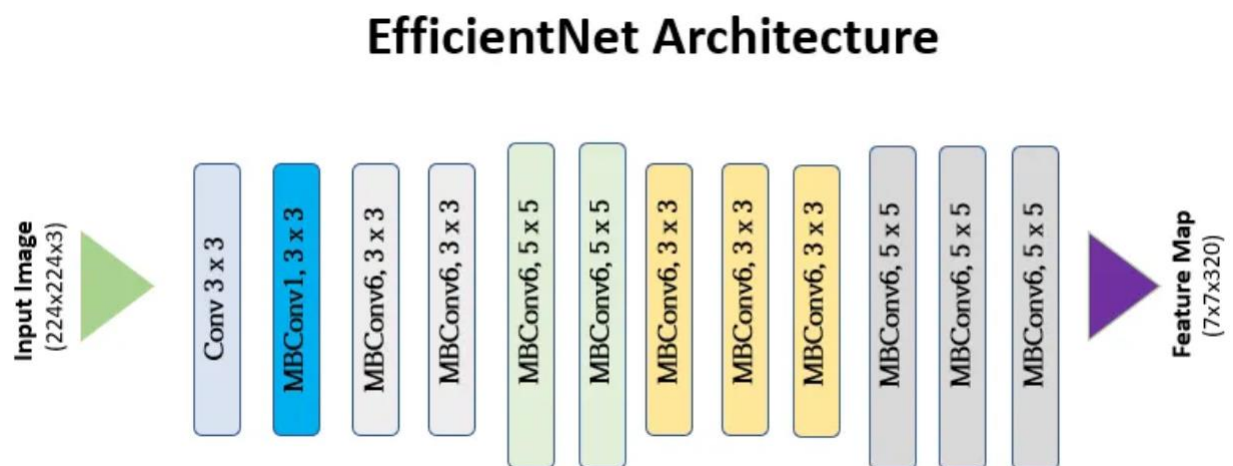 EfficientNet Architecture
Input Image
(224x224x3)
Conv 3 x 3
MBConv1, 3 x 3
MBConv6, 3 x 3
MBConv6, 3 x 3
MBConv6, 5 x 5
MBConv6, 5 x 5
MBConv6, 3 x 3
MBConv6, 3 x 3
MBConv6, 3 x 3
MBConv6, 5 x 5
MBConv6, 5 x 5
MBConv6, 5 x 5
Feature Map
(7x7x320)